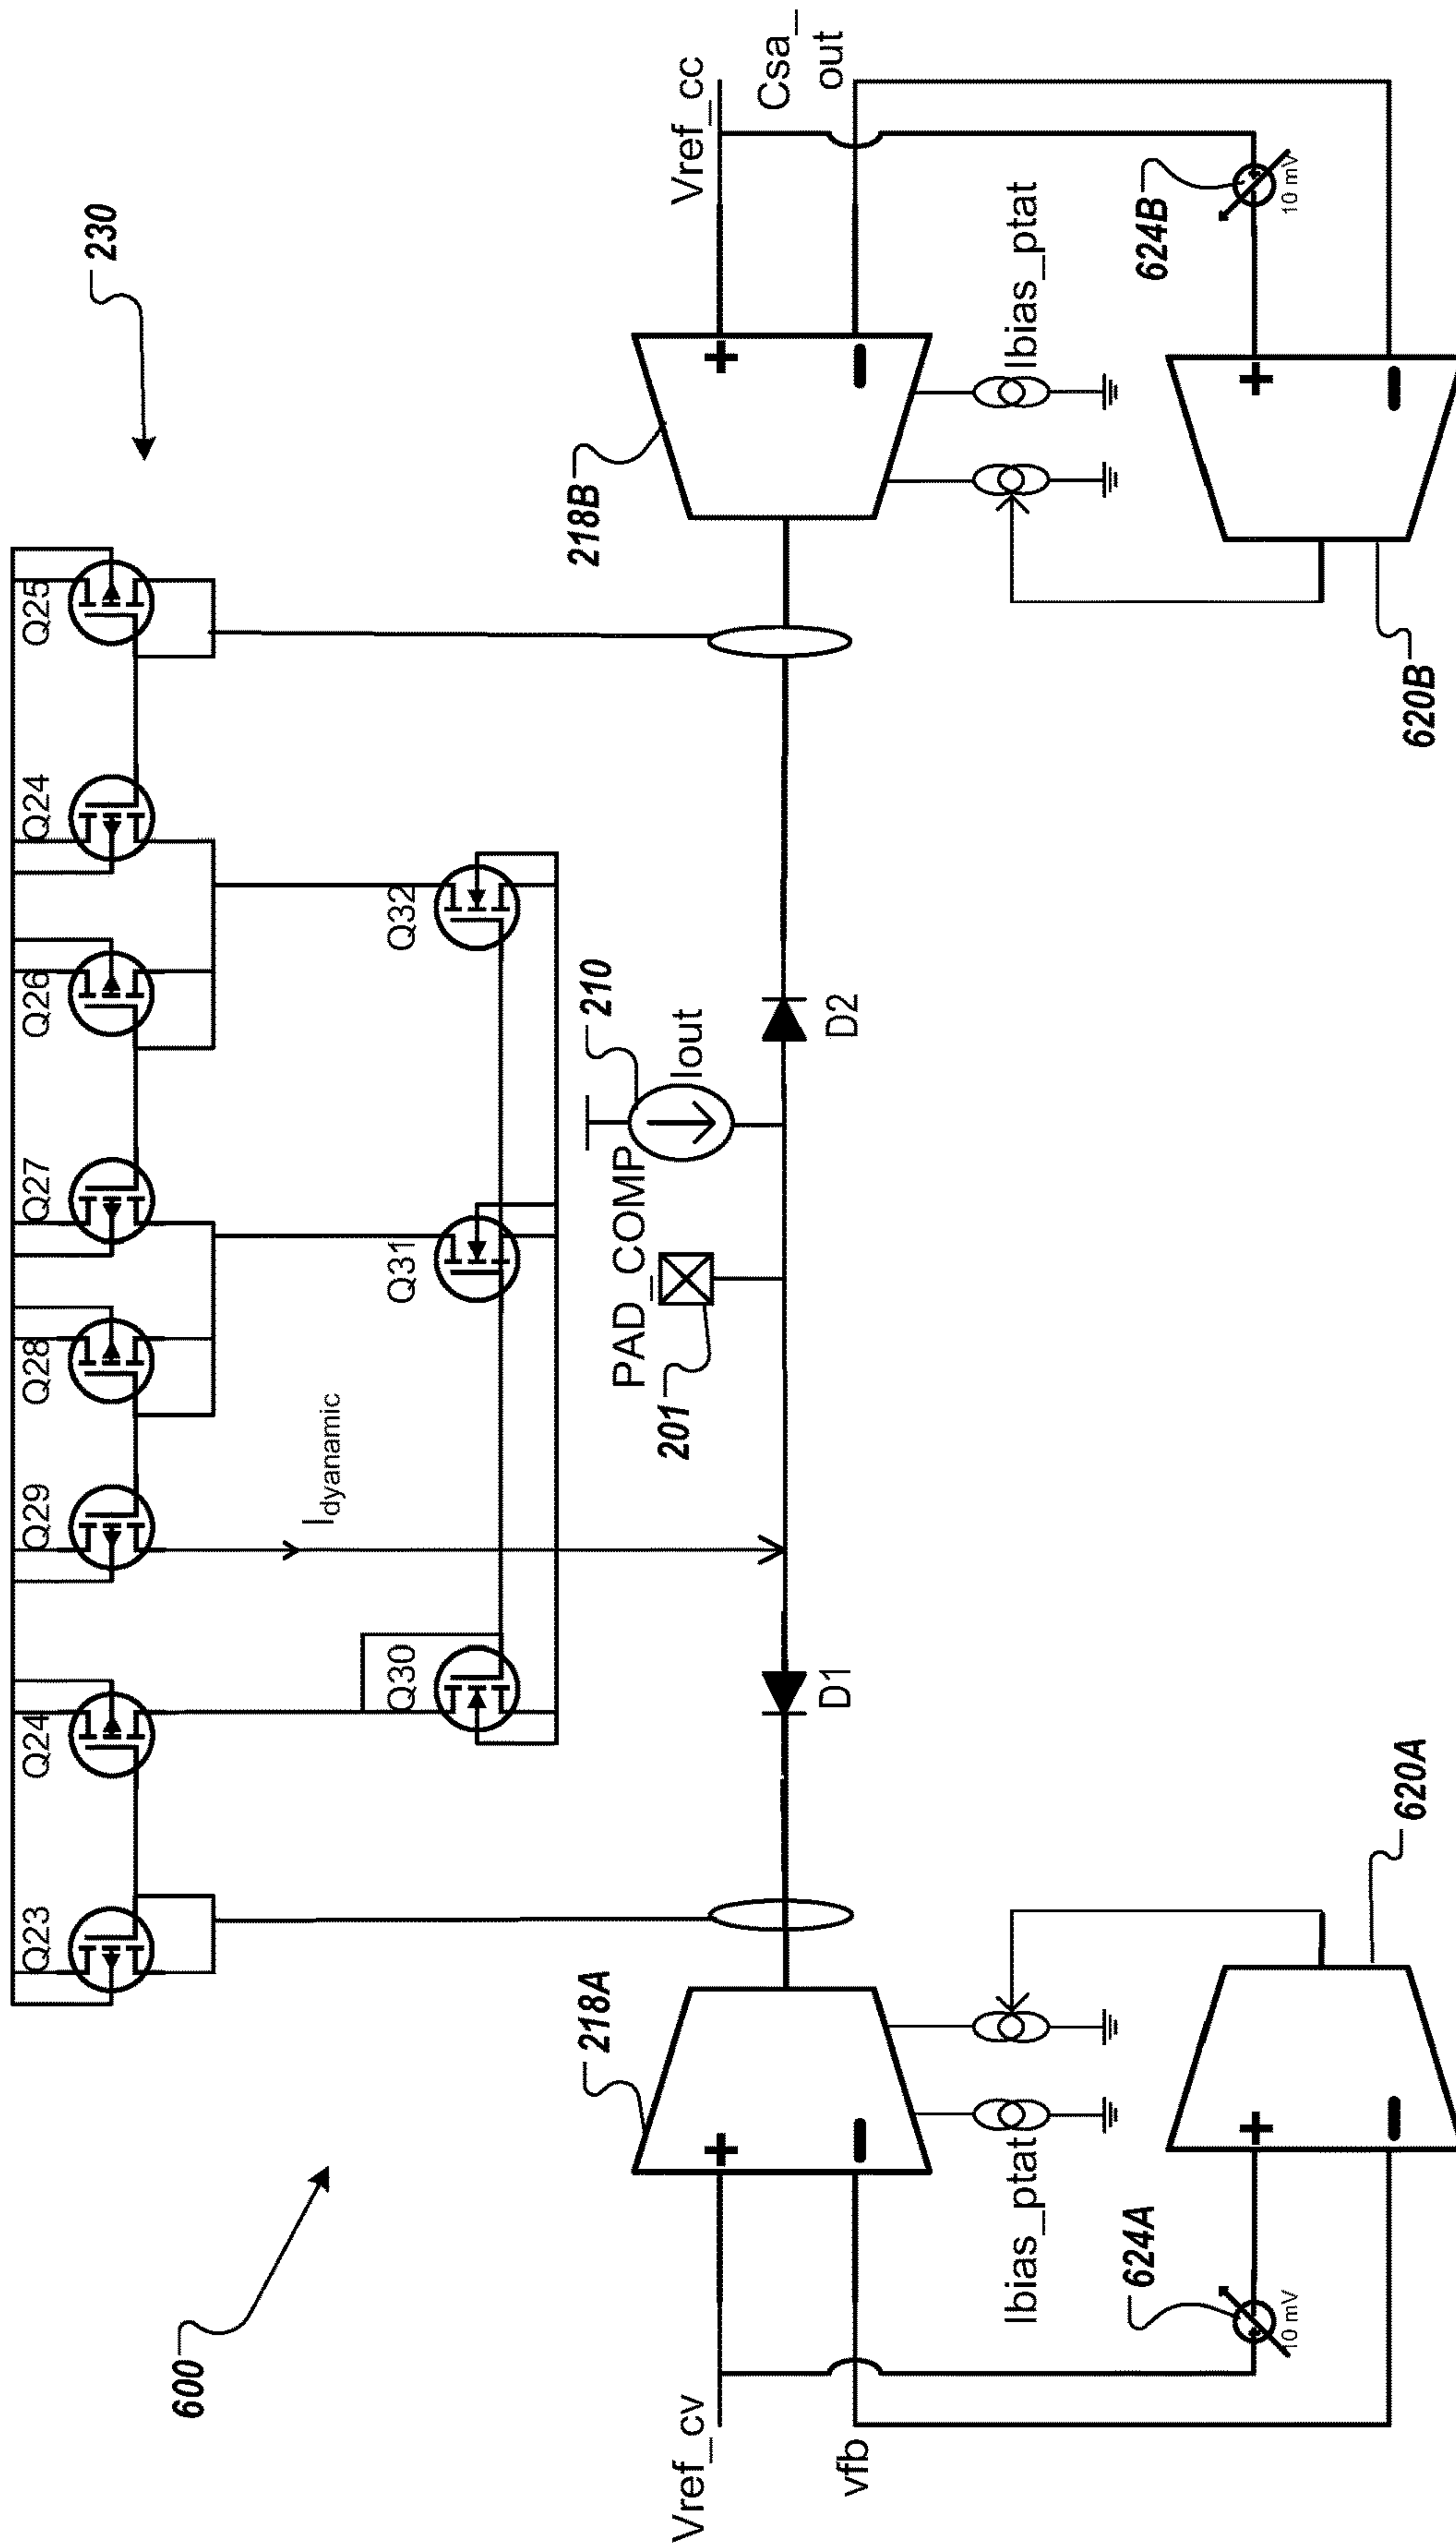 600
230
Q23
Q24
Q29
Q28
Q27
Q26
Q24
Q25
Idyanamic
Q30
Q31
Q32
218A
201
PAD_COMP
210
Iout
218B
D1
D2
Vref_cv
vfb
Vref_cc
Csa_
out
Ibias_ptat
Ibias_ptat
624A
10 mV
620A
620B
624B
10 mV
+
+
+
+